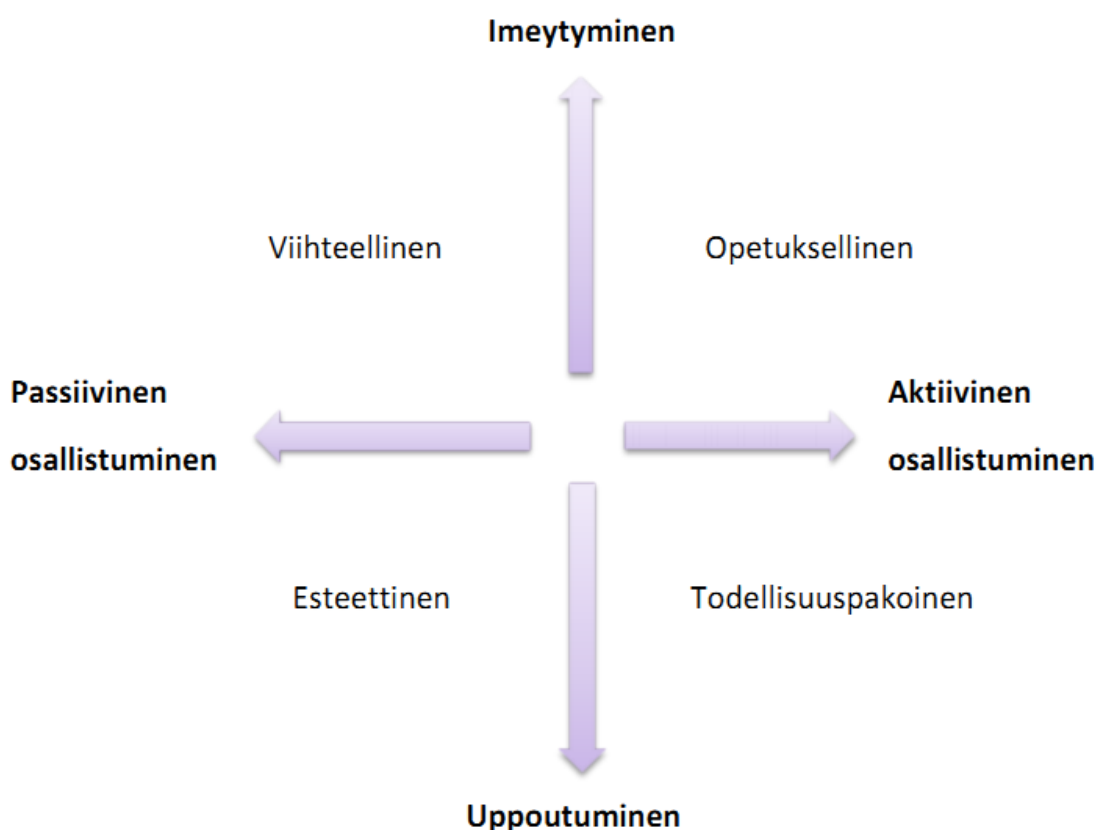 Imeytyminen
Viihteellinen
Opetuksellinen
Passiivinen
osallistuminen
Aktiivinen
osallistuminen
Esteettinen
Todellisuuspakoinen
Uppoutuminen